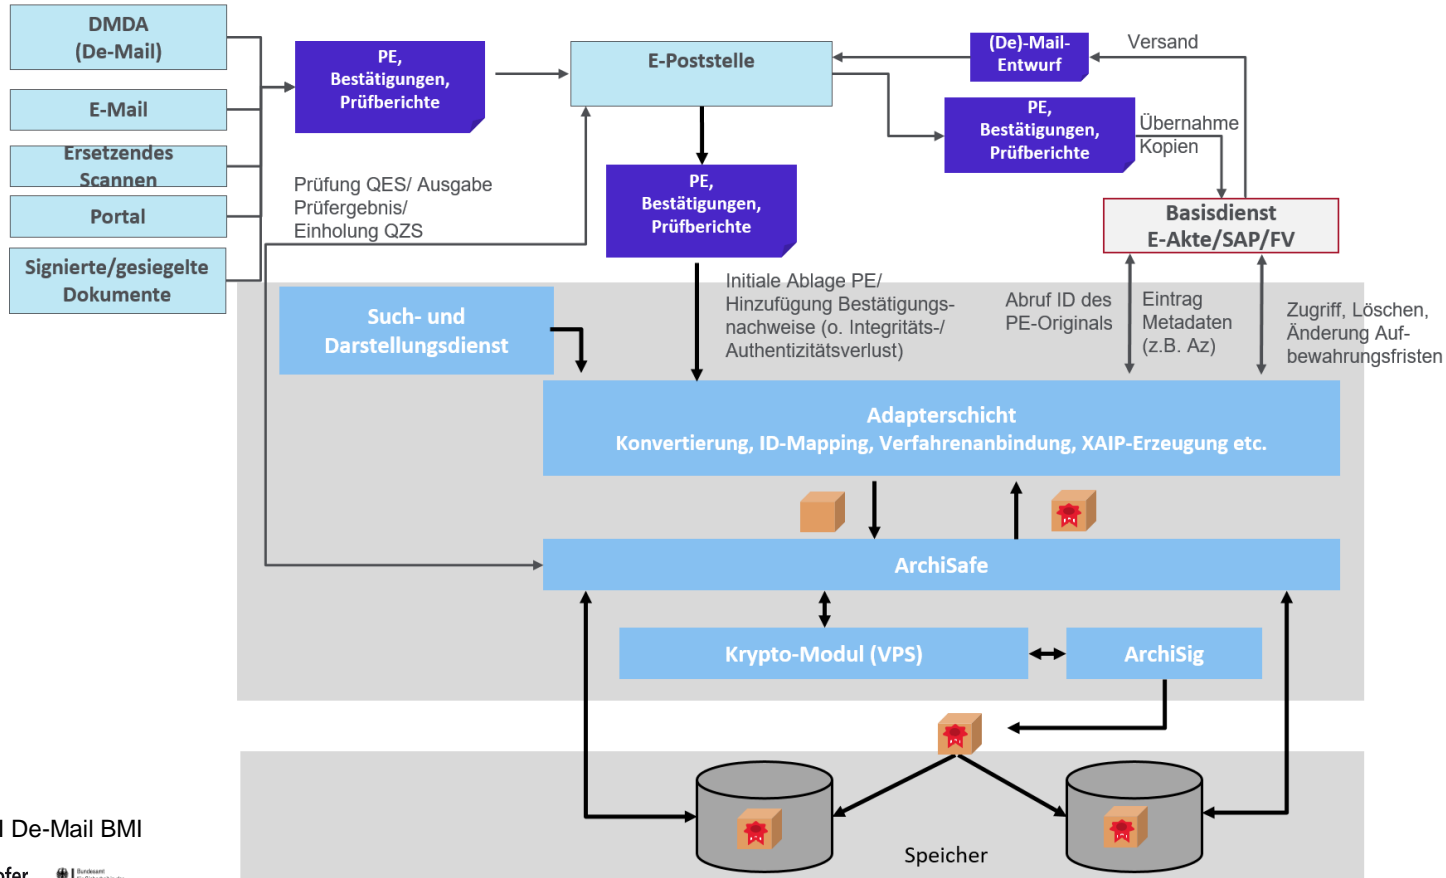 DMDA
(De-Mail)
E-Mail
Ersetzendes
Scannen
Portal
Signierte/gesiegelte
Dokumente
PE,
Bestätigungen,
Prüfberichte
E-Poststelle
(De)-Mail-
Entwurf
Versand
PE,
Bestätigungen,
Prüfberichte
Übernahme
Kopien
Prüfung QES/ Ausgabe
Prüfergebnis/
Einholung QZS
PE,
Bestätigungen,
Prüfberichte
Basisdienst
E-Akte/SAP/FV
Initiale Ablage PE/
Hinzufügung Bestätigungs-
nachweise (o. Integritäts-/
Authentizitätsverlust)
Abruf ID des
PE-Originals
Eintrag
Metadaten
(z.B. Az)
Zugriff, Löschen,
Änderung Auf-
bewahrungsfristen
Such- und
Darstellungsdienst
Adapterschicht
Konvertierung, ID-Mapping, Verfahrenanbindung, XAIP-Erzeugung etc.
ArchiSafe
Krypto-Modul (VPS)
ArchiSig
Speicher
De-Mail BMI
Bundesamt